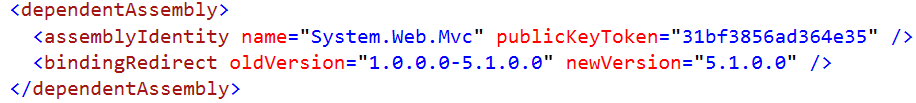 <dependentAssembly>
<assemblyIdentity name="System.Web.Mvc" publicKeyToken="31bf3856ad364e35" />
<bindingRedirect oldVersion="1.0.0.0-5.1.0.0" newVersion="5.1.0.0" />
</dependentAssembly>